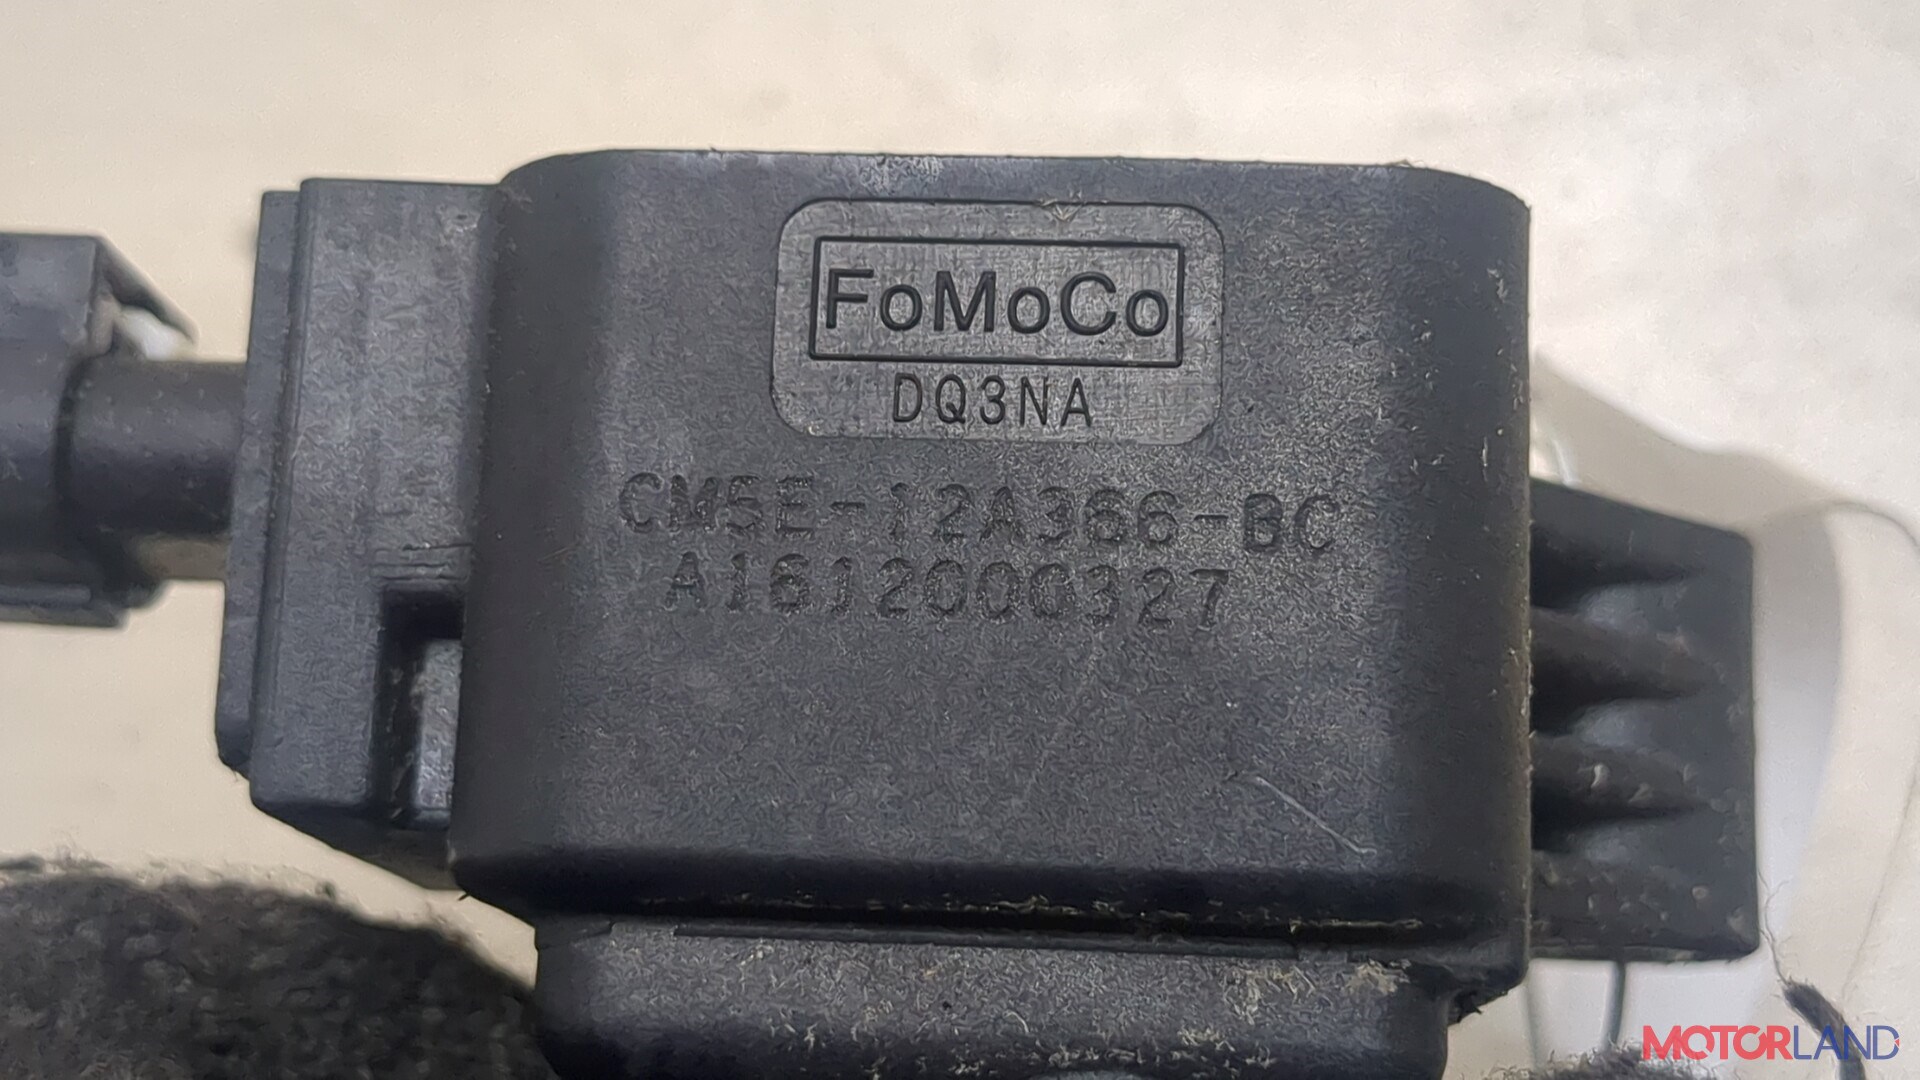 FoMoCo
DQ3NA
CM5E-12A366-BC
A1612000327
MOTORLAND